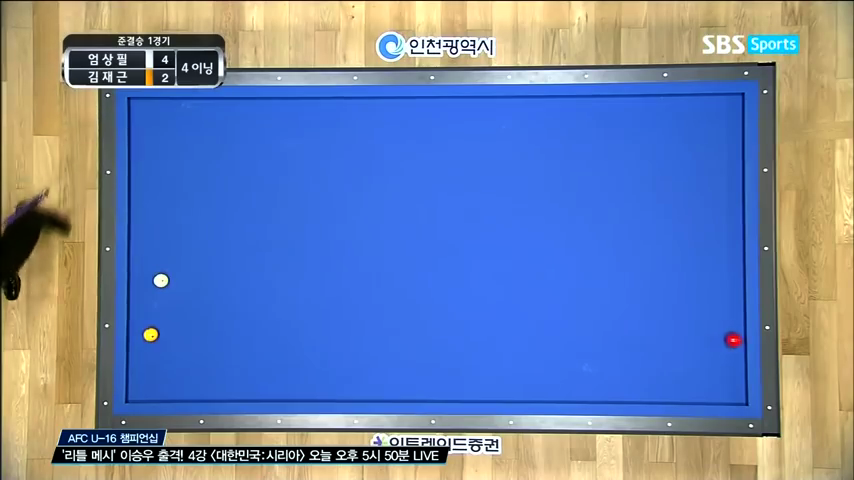 준결승 1경기
엄상필 4
김재근 2
4 이닝
인천광역시
SBS Sports
이트레이드증권
AFC U-16 챔피언십
'리틀 메시' 이승우 출격! 4강 <대한민국:시리아> 오늘 오후 5시 50분 LIVE